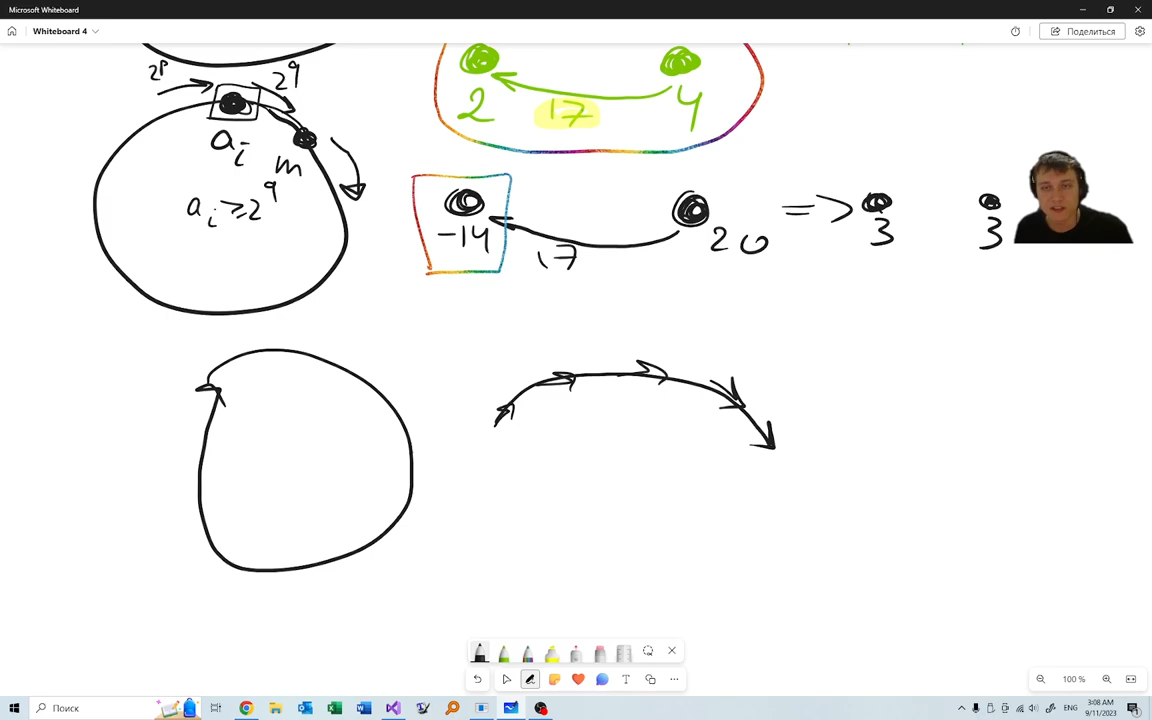 Microsoft Whiteboard
Whiteboard 4
Поделиться
2^p
2^q
a_i
m
a_i ≥ 2^q
2
17
4
-14
17
20
=>
3
3
100 %
Поиск
ENG
3:08 AM
9/11/2023